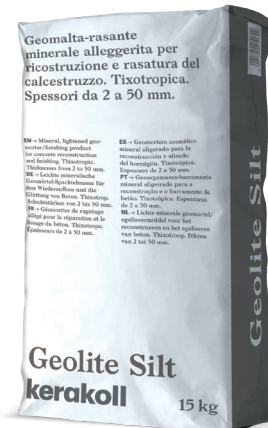 Geomalta-rasante
minerale alleggerita per
ricostruzione e rasatura del
calcestruzzo. Tixotropica.
Spessori da 2 a 50 mm.
EN → Mineral, lightened geo-
mortar/finishing product
for concrete reconstruction
and finishing. Thixotropic.
Thicknesses from 2 to 50 mm.
DE → Leichte mineralische
Geomörtel-Spachtelmasse für
den Wiederaufbau und die
Glättung von Beton. Thixotrop.
Schichtstärken von 2 bis 50 mm.
FR → Géomortier de ragréage
allégé pour la réparation et le
lissage du béton. Thixotrope.
Épaisseurs de 2 à 50 mm.
ES → Geomortero cosmético
mineral aligerado para la
reconstrucción y alisado
del hormigón. Tixotrópica.
Espesores de 2 a 50 mm.
PT → Geoargamassa-barramento
mineral aligeirado para a
reconstrução e o barramento de
betão. Tixotrópica. Espessuras
de 2 a 50 mm.
NL → Lichte minerale geomortel/
egaliseermiddel voor het
reconstrueren en het egaliseren
van beton. Thixotroop. Dikten
van 2 tot 50 mm.
Geolite Silt
kerakoll
15 kg
Geolite Silt